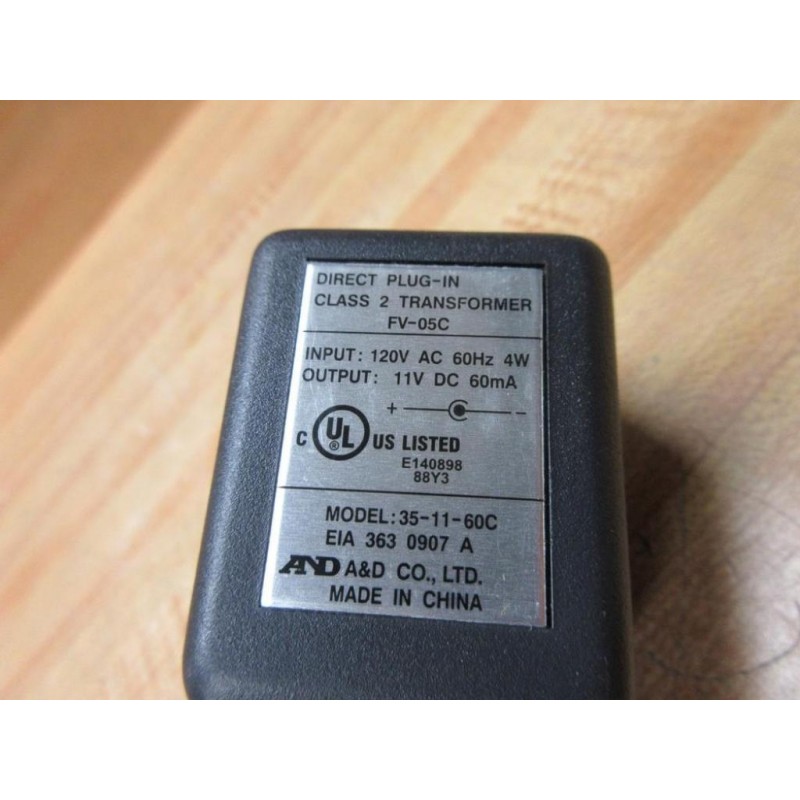 DIRECT PLUG-IN
CLASS 2 TRANSFORMER
FV-05C
INPUT: 120V AC 60Hz 4W
OUTPUT: 11V DC 60mA
+ -
C UL ® US LISTED
E140898
88Y3
MODEL: 35-11-60C
EIA 363 0907 A
AND A&D CO., LTD.
MADE IN CHINA